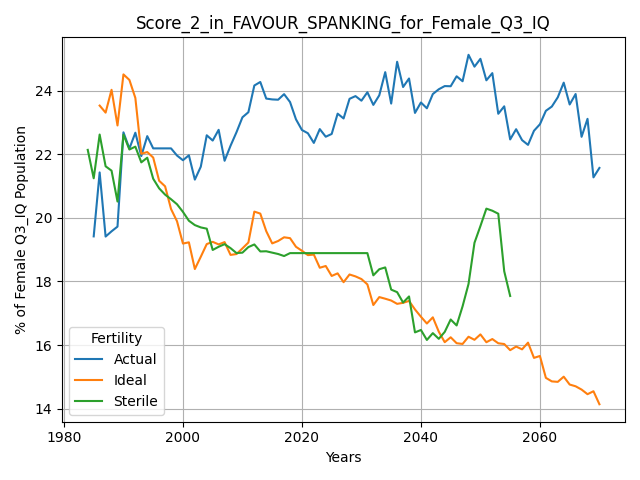 Score_2_in_FAVOUR_SPANKING_for_Female_Q3_IQ
% of Female Q3_IQ Population
24
22
20
18
16
14
Fertility
Actual
Ideal
Sterile
1980
2000
2020
2040
2060
Years